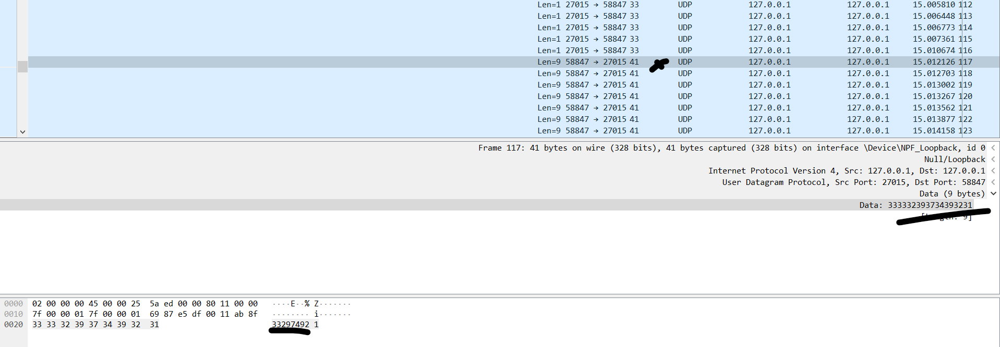 Len=1 27015 → 58847 33 UDP 127.0.0.1 127.0.0.1 15.005810 112
Len=1 27015 → 58847 33 UDP 127.0.0.1 127.0.0.1 15.006448 113
Len=1 27015 → 58847 33 UDP 127.0.0.1 127.0.0.1 15.006773 114
Len=1 27015 → 58847 33 UDP 127.0.0.1 127.0.0.1 15.007361 115
Len=1 27015 → 58847 33 UDP 127.0.0.1 127.0.0.1 15.010674 116
Len=9 58847 → 27015 41 UDP 127.0.0.1 127.0.0.1 15.012126 117
Len=9 58847 → 27015 41 UDP 127.0.0.1 127.0.0.1 15.012703 118
Len=9 58847 → 27015 41 UDP 127.0.0.1 127.0.0.1 15.013002 119
Len=9 58847 → 27015 41 UDP 127.0.0.1 127.0.0.1 15.013267 120
Len=9 58847 → 27015 41 UDP 127.0.0.1 127.0.0.1 15.013562 121
Len=9 58847 → 27015 41 UDP 127.0.0.1 127.0.0.1 15.013877 122
Len=9 58847 → 27015 41 UDP 127.0.0.1 127.0.0.1 15.014158 123
Frame 117: 41 bytes on wire (328 bits), 41 bytes captured (328 bits) on interface \Device\NPF_Loopback, id 0
Null/Loopback
Internet Protocol Version 4, Src: 127.0.0.1, Dst: 127.0.0.1
User Datagram Protocol, Src Port: 27015, Dst Port: 58847
Data (9 bytes)
Data: 333332393734393231
9]
0000 02 00 00 00 45 00 00 25 5a ed 00 00 80 11 00 00 ····E··% Z·······
0010 7f 00 00 01 7f 00 00 01 69 87 e5 df 00 11 ab 8f ········ i·······
0020 33 33 32 39 37 34 39 32 31 33297492 1